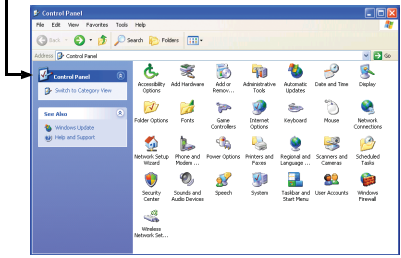 Control Panel
File Edit View Favorites Tools Help
Back Search Folders
Address Control Panel Go
Control Panel
Switch to Category View
See Also
Windows Update
Help and Support
Accessibility Options
Add Hardware
Add or Remov...
Administrative Tools
Automatic Updates
Date and Time
Display
Folder Options
Fonts
Game Controllers
Internet Options
Keyboard
Mouse
Network Connections
Network Setup Wizard
Phone and Modem ...
Power Options
Printers and Faxes
Regional and Language ...
Scanners and Cameras
Scheduled Tasks
Security Center
Sounds and Audio Devices
Speech
System
Taskbar and Start Menu
User Accounts
Windows Firewall
Wireless Network Set...